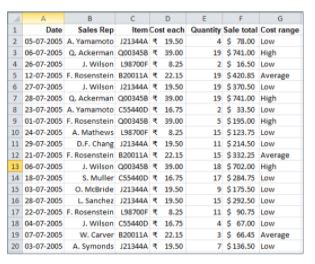 A B C D E F G
1 Date Sales Rep Item Cost each Quantity Sale total Cost range
2 05-07-2005 A. Yamamoto J21344A ₹ 19.50 4 $ 78.00 Low
3 06-07-2005 Q. Ackerman Q00345B ₹ 39.00 19 $741.00 High
4 26-07-2005 J. Wilson L98700F ₹ 8.25 2 $ 16.50 Low
5 12-07-2005 F. Rosenstein B20011A ₹ 22.15 19 $420.85 Average
6 27-07-2005 J. Wilson J21344A ₹ 19.50 19 $370.50 Low
7 28-07-2005 Q. Ackerman Q00345B ₹ 39.00 19 $741.00 High
8 03-07-2005 A. Yamamoto C55440D ₹ 16.75 2 $ 33.50 Low
9 01-07-2005 F. Rosenstein Q00345B ₹ 39.00 5 $195.00 High
10 24-07-2005 A. Mathews L98700F ₹ 8.25 15 $123.75 Low
11 29-07-2005 D.F. Chang J21344A ₹ 19.50 11 $214.50 Low
12 21-07-2005 F. Rosenstein B20011A ₹ 22.15 15 $332.25 Average
13 06-07-2005 J. Wilson Q00345B ₹ 39.00 18 $702.00 High
14 18-07-2005 S. Muller C55440D ₹ 16.75 17 $284.75 Low
15 03-07-2005 O. McBride J21344A ₹ 19.50 9 $175.50 Low
16 28-07-2005 L. Sanchez J21344A ₹ 19.50 15 $292.50 Low
17 22-07-2005 F. Rosenstein L98700F ₹ 8.25 11 $ 90.75 Low
18 04-07-2005 J. Wilson C55440D ₹ 16.75 4 $ 67.00 Low
19 04-07-2005 W. Carver B20011A ₹ 22.15 3 $ 66.45 Average
20 03-07-2005 A. Symonds J21344A ₹ 19.50 7 $136.50 Low